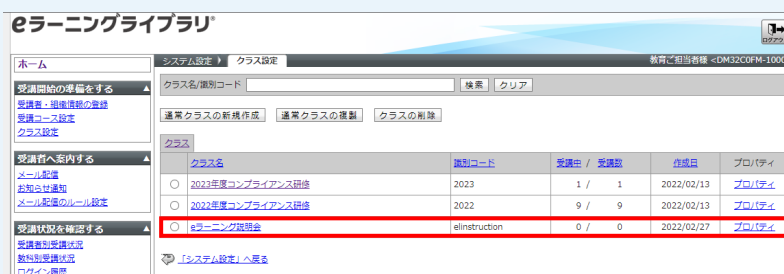 eラーニングライブラリ®
ログアウ
ホーム
システム設定 クラス設定
教育ご担当者様 <DM32C0FM-1000
受講開始の準備をする
受講者・組織情報の登録
受講コース設定
クラス設定
受講者へ案内する
メール配信
お知らせ通知
メール配信のルール設定
受講状況を確認する
受講者別受講状況
教科別受講状況
ログイン履歴
クラス名/識別コード 検索 クリア
通常クラスの新規作成 通常クラスの複製 クラスの削除
クラス
クラス名 識別コード 受講中 / 受講数 作成日 プロパティ
2023年度コンプライアンス研修 2023 1 / 1 2022/02/13 プロパティ
2022年度コンプライアンス研修 2022 9 / 9 2022/02/13 プロパティ
eラーニング説明会 elinstruction 0 / 0 2022/02/27 プロパティ
「システム設定」へ戻る